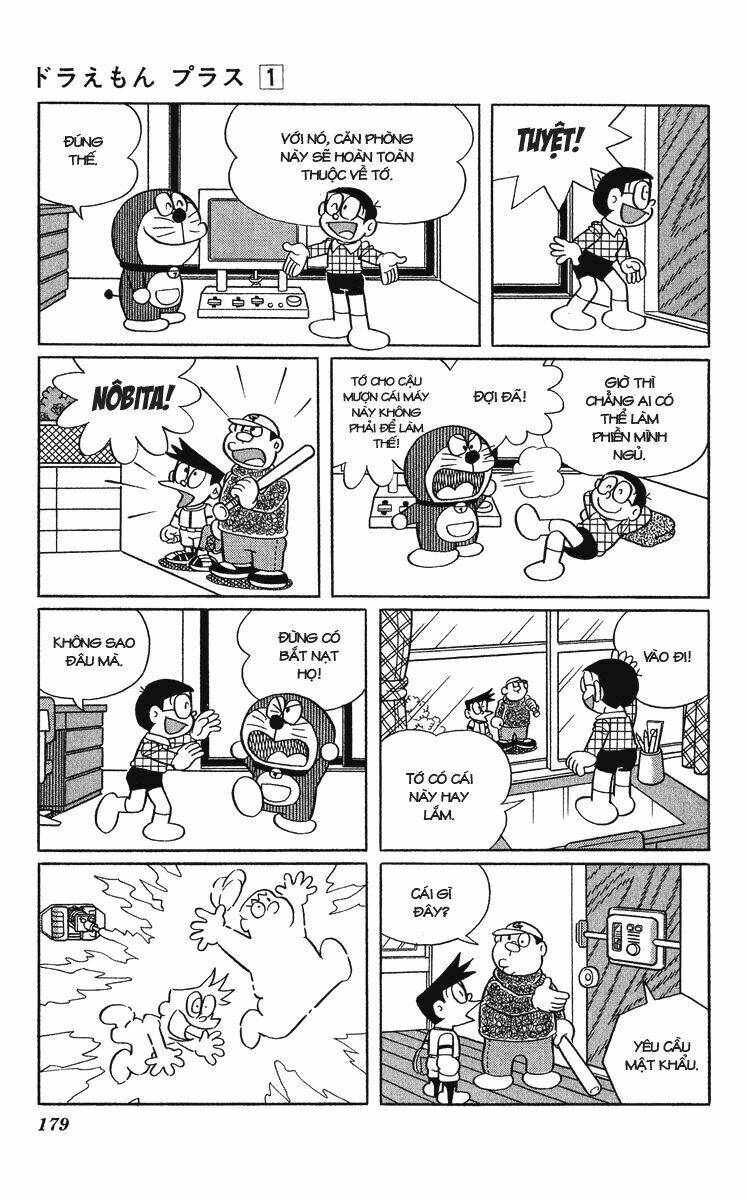 ドラえもん プラス 1
ĐÚNG
THẾ.
VỚI NÓ, CĂN PHÒNG
NÀY SẼ HOÀN TOÀN
THUỘC VỀ TỚ.
TUYỆT!
NÔBITA!
TỚ CHO CẬU
MƯỢN CÁI MÁY
NÀY KHÔNG
PHẢI ĐỂ LÀM
THẾ!
ĐỢI ĐÃ!
GIỜ THÌ
CHẲNG AI CÓ
THỂ LÀM
PHIỀN MÌNH
NGỦ.
KHÔNG SAO
ĐÂU MÀ.
ĐỪNG CÓ
BẮT NẠT
HỌ!
VÀO ĐI!
TỚ CÓ CÁI
NÀY HAY
LẮM.
CÁI GÌ
ĐÂY?
YÊU CẦU
MẬT KHẨU.
179